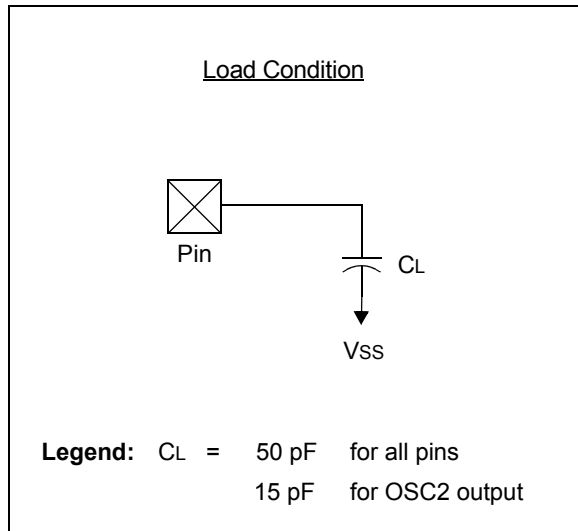 Load Condition
Pin
CL
VSS
Legend: CL = 50 pF for all pins
15 pF for OSC2 output